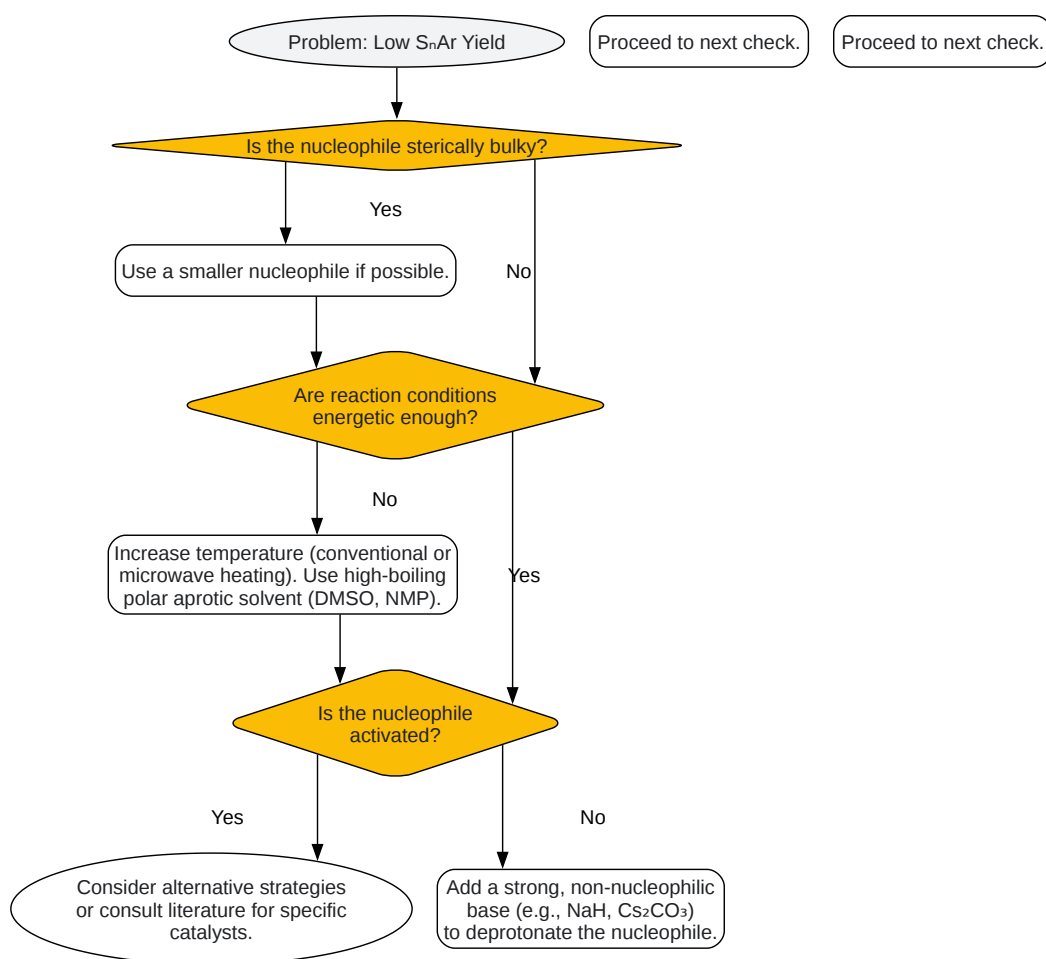 Problem: Low SₙAr Yield
Proceed to next check.
Proceed to next check.
Is the nucleophile sterically bulky?
Yes
Use a smaller nucleophile if possible.
No
Are reaction conditions
energetic enough?
No
Increase temperature (conventional or
microwave heating). Use high-boiling
polar aprotic solvent (DMSO, NMP).
Yes
Is the nucleophile
activated?
Yes
No
Consider alternative strategies
or consult literature for specific
catalysts.
Add a strong, non-nucleophilic
base (e.g., NaH, Cs₂CO₃)
to deprotonate the nucleophile.